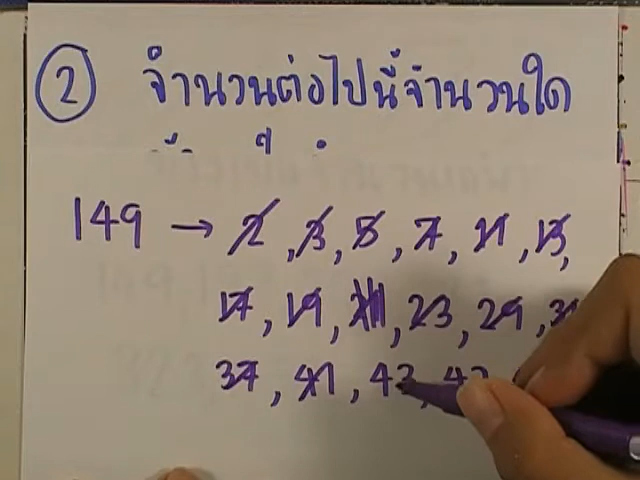 2 จำนวนต่อไปนี้จำนวนใด
149 → 2, 3, 5, 7, 11, 13,
17, 19, 23, 29,
37, 41, 43,